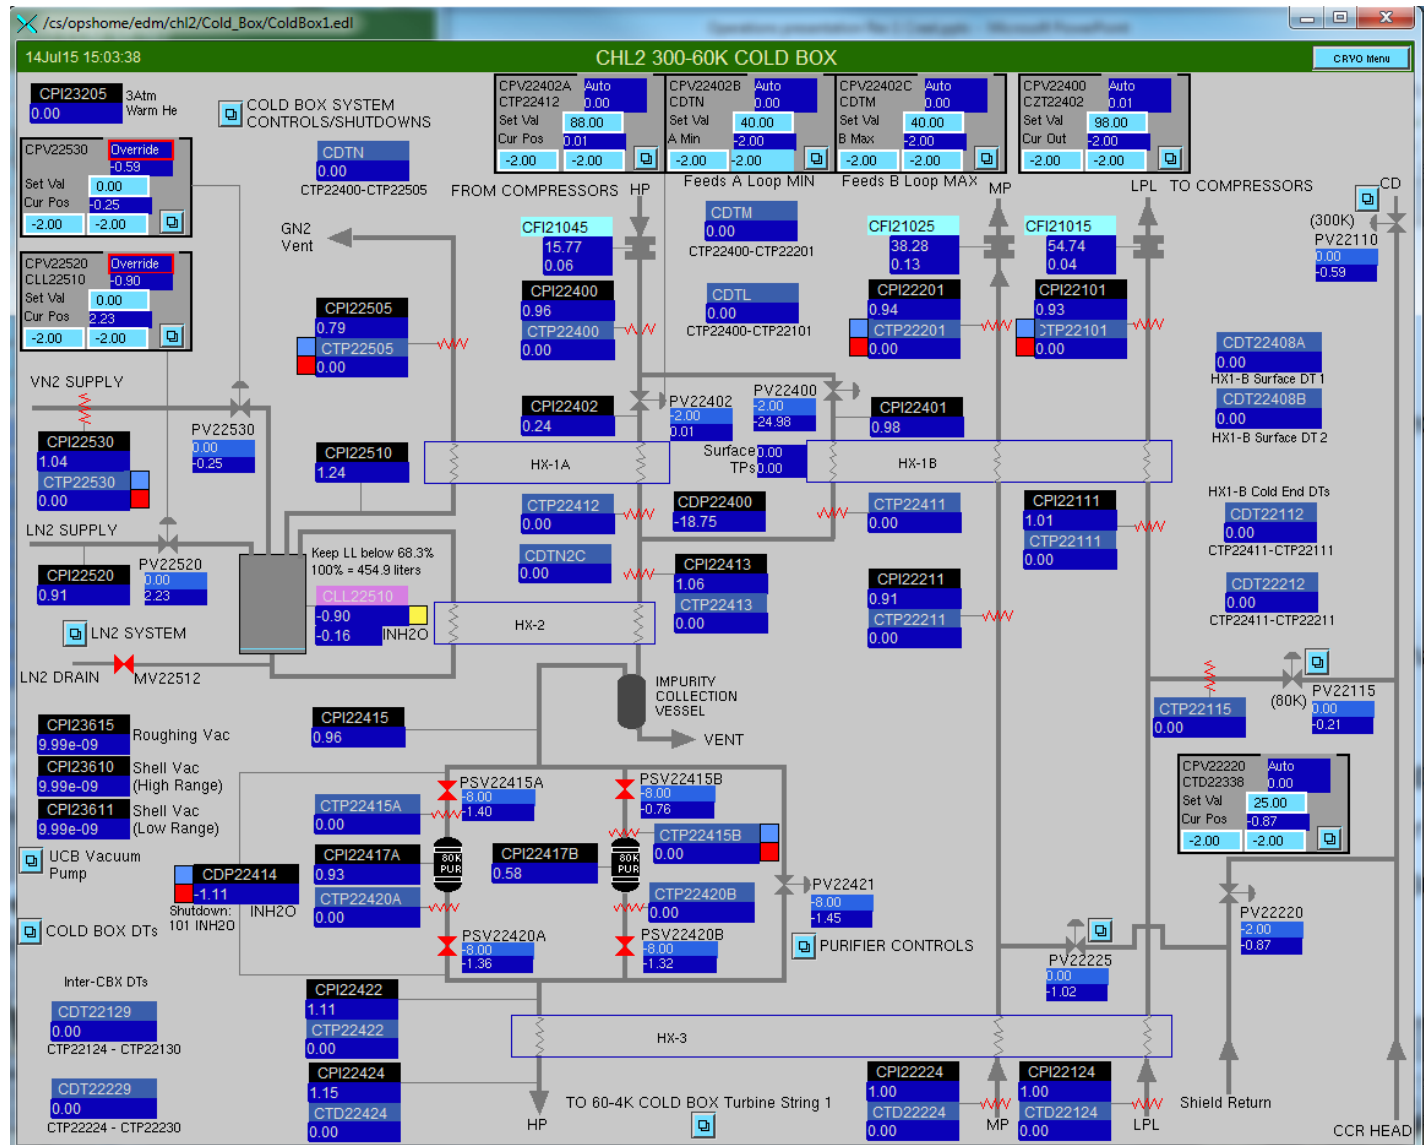 /cs/opshome/edm/chl2/Cold_Box/ColdBox1.edl
14Jul15 15:03:38
CHL2 300-60K COLD BOX
CRYO Menu
CPI23205
0.00
3Atm
Warm He
COLD BOX SYSTEM
CONTROLS/SHUTDOWNS
CDTN
0.00
CTP22400-CTP22505
CPV22402A
Auto
CTP22412
0.00
Set Val
88.00
Cur Pos
0.01
-2.00
-2.00
CPV22402B
Auto
CDTN
0.00
Set Val
40.00
A Min
-2.00
-2.00
-2.00
Feeds A Loop MIN
CPV22402C
Auto
CDTM
0.00
Set Val
40.00
B Max
-2.00
-2.00
-2.00
Feeds B Loop MAX
CPV22400
Auto
CZT22402
0.01
Set Val
98.00
Cur Out
-2.00
-2.00
-2.00
CPV22530
Override
-0.59
Set Val
0.00
Cur Pos
-0.25
-2.00
-2.00
CPV22520
Override
CLL22510
-0.90
Set Val
0.00
Cur Pos
2.23
-2.00
-2.00
FROM COMPRESSORS
HP
MP
LPL
TO COMPRESSORS
CD
(300K)
PV22110
0.00
-0.59
GN2
Vent
CFI21045
15.77
0.06
CDTM
0.00
CTP22400-CTP22201
CFI21025
38.28
0.13
CFI21015
54.74
0.04
CPI22505
0.79
CTP22505
0.00
CPI22400
0.96
CTP22400
0.00
CDTL
0.00
CTP22400-CTP22101
CPI22201
0.94
CTP22201
0.00
CPI22101
0.93
CTP22101
0.00
CDT22408A
0.00
HX1-B Surface DT1
CDT22408B
0.00
HX1-B Surface DT2
VN2 SUPPLY
PV22530
0.00
-0.25
CPI22530
1.04
CTP22530
0.00
CPI22510
1.24
CPI22402
0.24
PV22402
-2.00
0.01
PV22400
-2.00
-24.98
CPI22401
0.98
HX-1A
Surface
0.00
TPs
0.00
HX-1B
LN2 SUPPLY
CPI22520
0.91
PV22520
0.00
2.23
CTP22412
0.00
CDP22400
-18.75
CTP22411
0.00
CPI22111
1.01
CTP22111
0.00
HX1-B Cold End DTs
CDT22112
0.00
CTP22411-CTP22111
CDT22212
0.00
CTP22411-CTP22211
Keep LL below 68.3%
100% = 454.9 liters
CLL22510
-0.90
-0.16
INH2O
CDTN2C
0.00
CPI22413
1.06
CTP22413
0.00
CPI22211
0.91
CTP22211
0.00
HX-2
LN2 SYSTEM
LN2 DRAIN
MV22512
IMPURITY
COLLECTION
VESSEL
VENT
CTP22115
0.00
(80K)
PV22115
0.00
-0.21
CPI23615
9.99e-09
Roughing Vac
CPI23610
9.99e-09
Shell Vac
(High Range)
CPI23611
9.99e-09
Shell Vac
(Low Range)
UCB Vacuum
Pump
CPI22415
0.96
CPV22220
Auto
CTD22338
0.00
Set Val
25.00
Cur Pos
-0.87
-2.00
-2.00
PSV22415A
-8.00
-1.40
PSV22415B
-8.00
-0.76
CTP22415A
0.00
CTP22415B
0.00
CPI22417A
0.93
80K
PUR
CPI22417B
0.58
80K
PUR
CTP22420A
0.00
CTP22420B
0.00
CDP22414
-1.11
Shutdown:
101 INH2O
INH2O
PV22421
-8.00
-1.45
COLD BOX DTs
PSV22420A
-8.00
-1.36
PSV22420B
-8.00
-1.32
PURIFIER CONTROLS
PV22220
-2.00
-0.87
PV22225
0.00
-1.02
Inter-CBX DTs
CDT22129
0.00
CTP22124 - CTP22130
CDT22229
0.00
CTP22224 - CTP22230
CPI22422
1.11
CTP22422
0.00
CPI22424
1.15
CTD22424
0.00
HX-3
CPI22224
1.00
CTD22224
0.00
CPI22124
1.00
CTD22124
0.00
HP
TO 60-4K COLD BOX Turbine String 1
MP
LPL
Shield Return
CCR HEAD